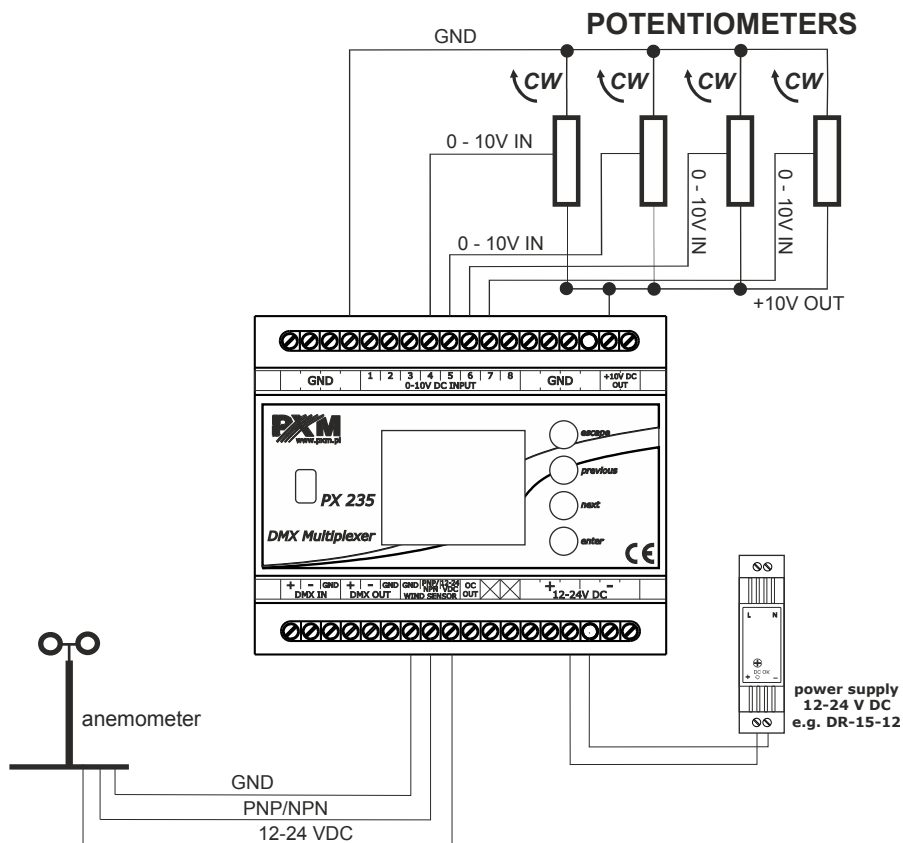 POTENTIOMETERS
GND
CW CW CW CW
0 - 10V IN
0 - 10V IN
0 - 10V IN
0 - 10V IN
+10V OUT
GND 1 2 3 4 5 6 7 8 GND +10V DC
0-10V DC INPUT OUT
PXM
www.pxm.pl
escape
previous
PX 235
next
DMX Multiplexer
enter
CE
+ - GND + - GND GND PNP/ 12-24 OC + -
NPN VDC OUT
DMX IN DMX OUT WIND SENSOR 12-24V DC
L N
DC OK
+ -
power supply
12-24 V DC
e.g. DR-15-12
anemometer
GND
PNP/NPN
12-24 VDC